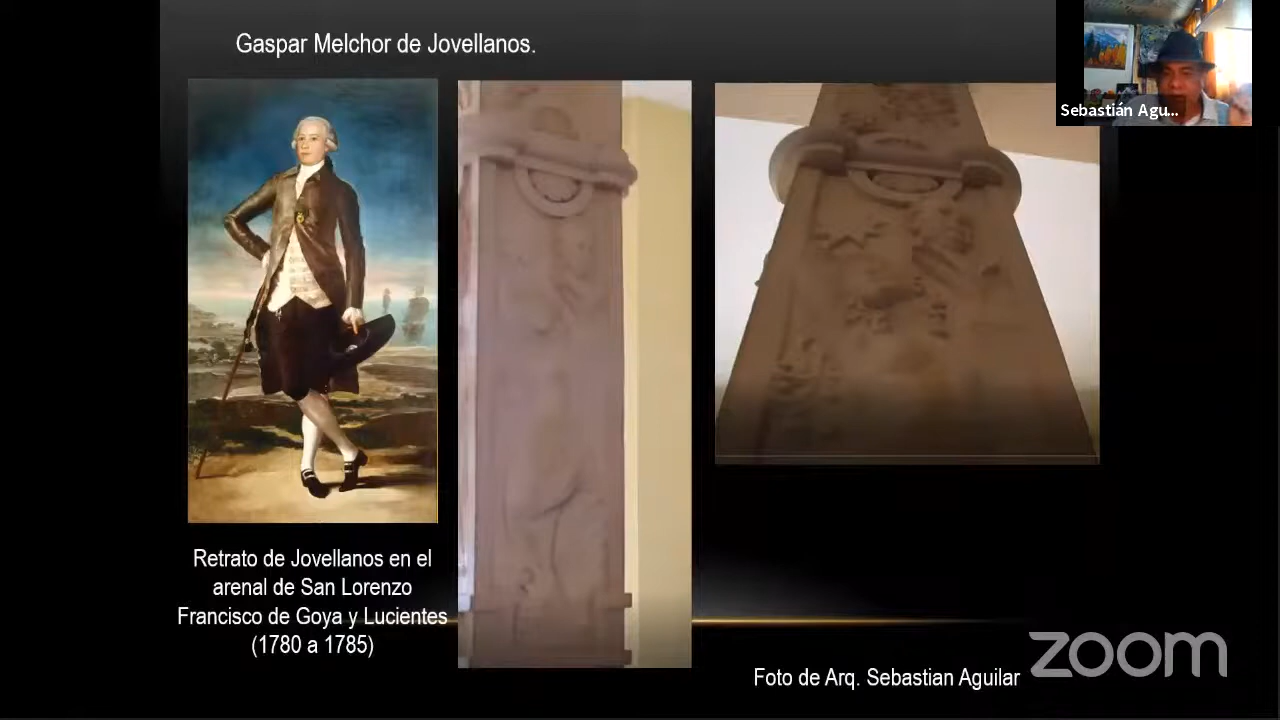 Gaspar Melchor de Jovellanos.
Sebastián Agu...
Retrato de Jovellanos en el
arenal de San Lorenzo
Francisco de Goya y Lucientes
(1780 a 1785)
Foto de Arq. Sebastian Aguilar
zoom